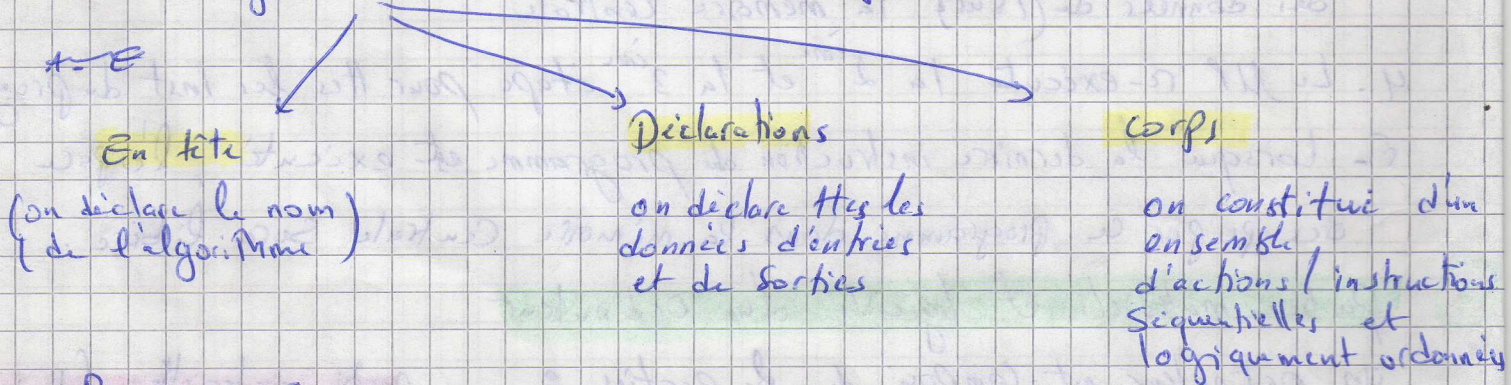 En tête
(on déclare le nom
de l'algorithme)
Déclarations
on déclare ttes les
données d'entrées
et de sorties
Corps
on constitué d'un
ensemble
d'actions / instructions
séquentielles et
logiquement ordonnées